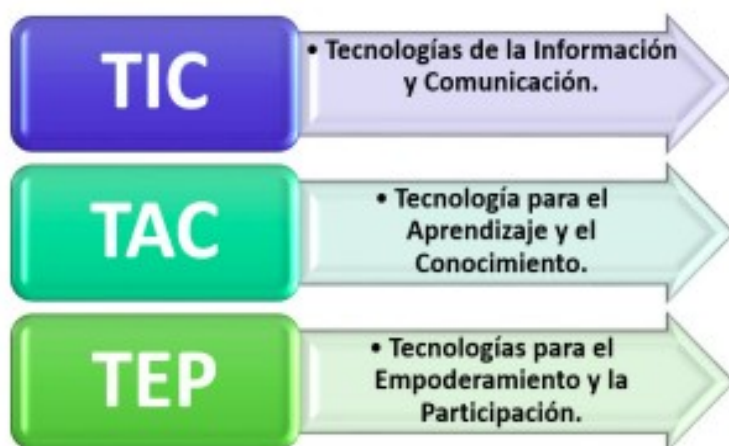 TIC
• Tecnologías de la Información
y Comunicación.
TAC
• Tecnología para el
Aprendizaje y el
Conocimiento.
TEP
• Tecnologías para el
Empoderamiento y la
Participación.